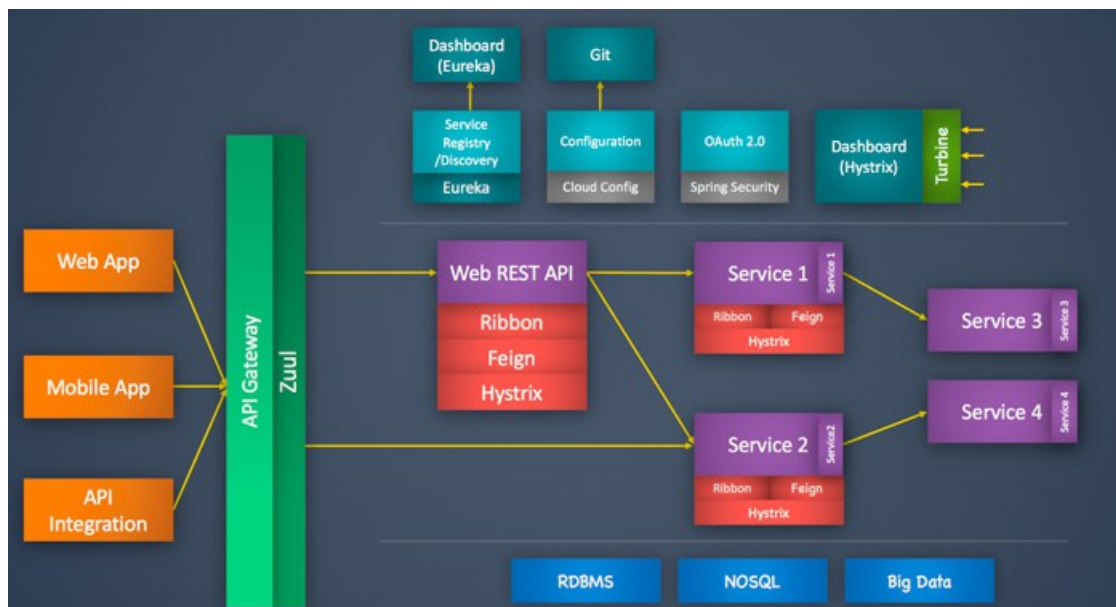 Dashboard
(Eureka)
Git
Service
Registry
/Discovery
Eureka
Configuration
Cloud Config
OAuth 2.0
Spring Security
Dashboard
(Hystrix)
Turbine
Web App
Mobile App
API
Integration
API Gateway
Zuul
Web REST API
Ribbon
Feign
Hystrix
Service 1
Service 1
Ribbon
Feign
Hystrix
Service 2
Service2
Ribbon
Feign
Hystrix
Service 3
Service 3
Service 4
Service 4
RDBMS
NOSQL
Big Data